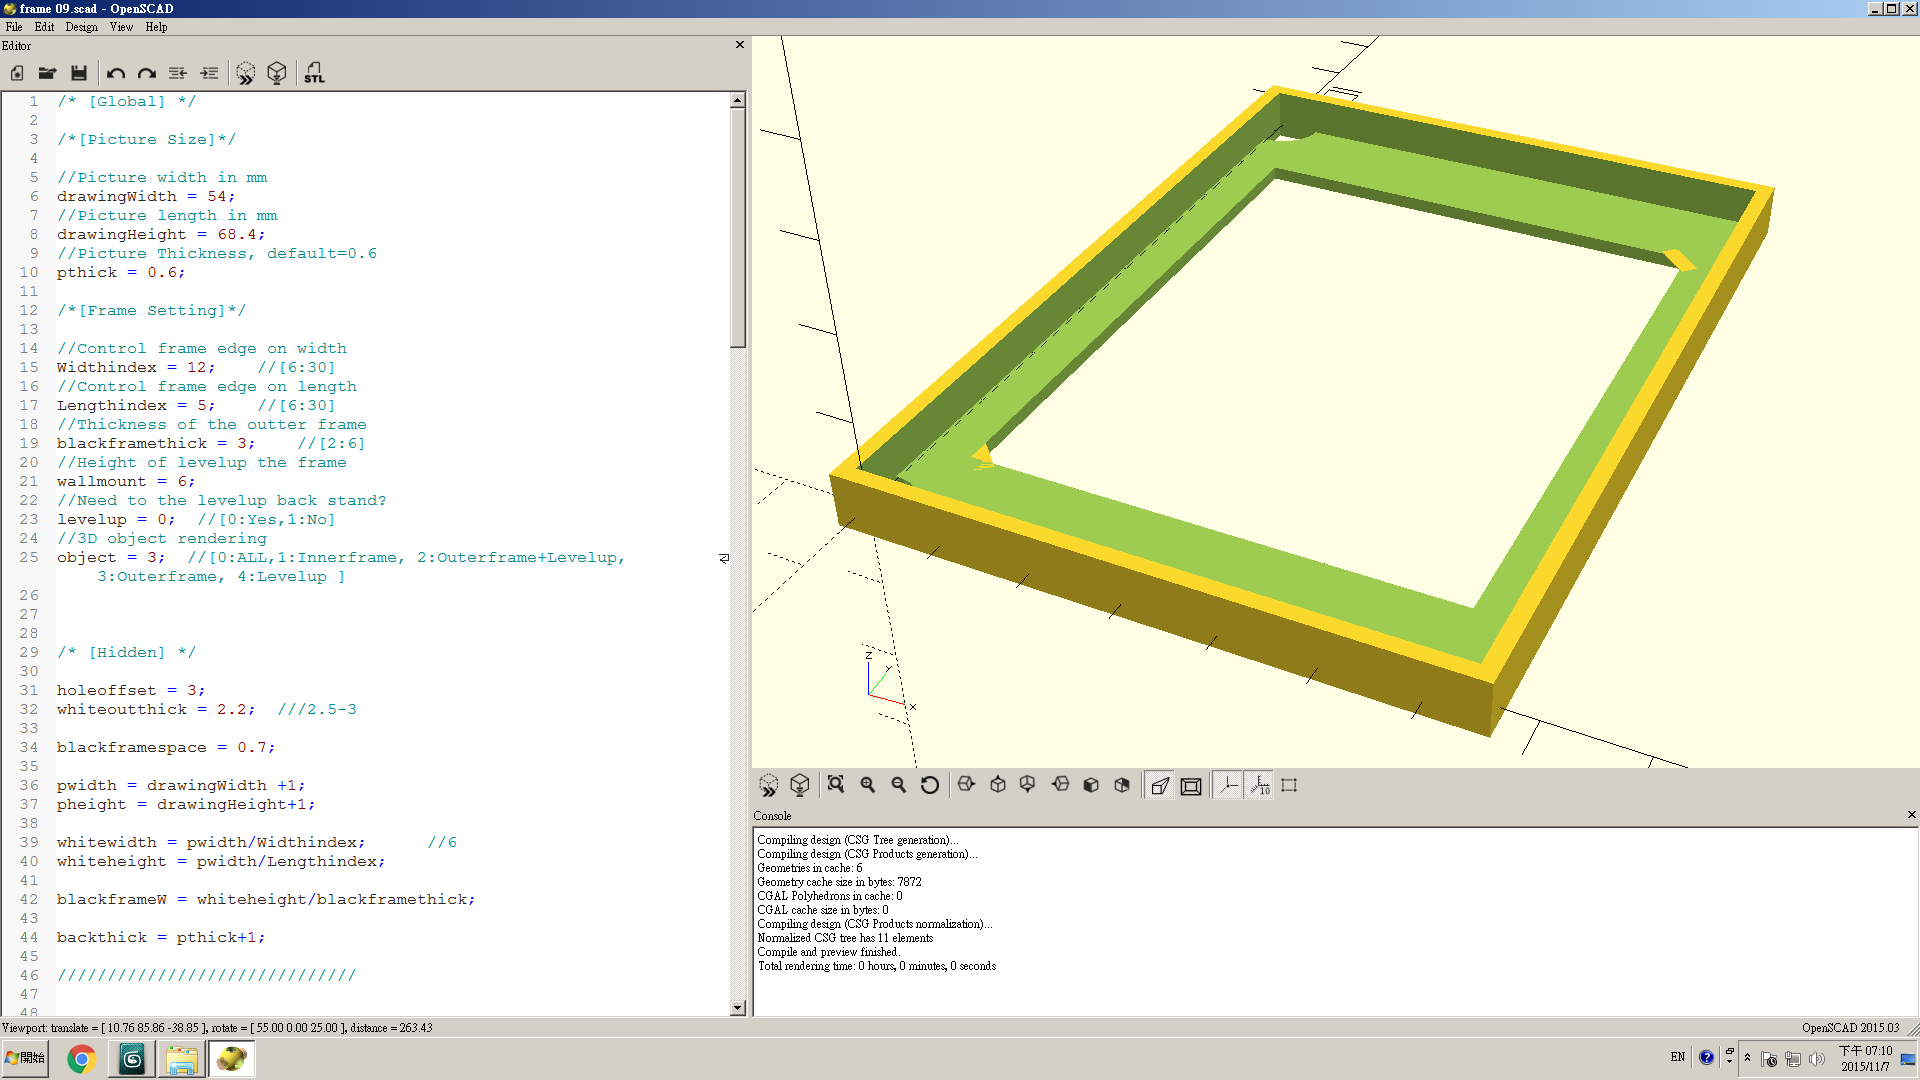 frame 09.scad - OpenSCAD
File Edit Design View Help
Editor
STL
1 /* [Global] */
2
3 /*[Picture Size]*/
4
5 //Picture width in mm
6 drawingWidth = 54;
7 //Picture length in mm
8 drawingHeight = 68.4;
9 //Picture Thickness, default=0.6
10 pthick = 0.6;
11
12 /*[Frame Setting]*/
13
14 //Control frame edge on width
15 Widthindex = 12; //[6:30]
16 //Control frame edge on length
17 Lengthindex = 5; //[6:30]
18 //Thickness of the outter frame
19 blackframethick = 3; //[2:6]
20 //Height of levelup the frame
21 wallmount = 6;
22 //Need to the levelup back stand?
23 levelup = 0; //[0:Yes,1:No]
24 //3D object rendering
25 object = 3; //[0:ALL,1:Innerframe, 2:Outerframe+Levelup,
3:Outerframe, 4:Levelup ]
26
27
28
29 /* [Hidden] */
30
31 holeoffset = 3;
32 whiteoutthick = 2.2; ///2.5-3
33
34 blackframespace = 0.7;
35
36 pwidth = drawingWidth +1;
37 pheight = drawingHeight+1;
38
39 whitewidth = pwidth/Widthindex; //6
40 whiteheight = pwidth/Lengthindex;
41
42 blackframeW = whiteheight/blackframethick;
43
44 backthick = pthick+1;
45
46 //////////////////////////////
47
48
Z
Y
X
10
Console
Compiling design (CSG Tree generation)...
Compiling design (CSG Products generation)...
Geometries in cache: 6
Geometry cache size in bytes: 7872
CGAL Polyhedrons in cache: 0
CGAL cache size in bytes: 0
Compiling design (CSG Products normalization)...
Normalized CSG tree has 11 elements
Compile and preview finished.
Total rendering time: 0 hours, 0 minutes, 0 seconds
Viewport: translate = [ 10.76 85.86 -38.85 ], rotate = [ 55.00 0.00 25.00 ], distance = 263.43
OpenSCAD 2015.03
開始
EN
下午 07:10
2015/11/7